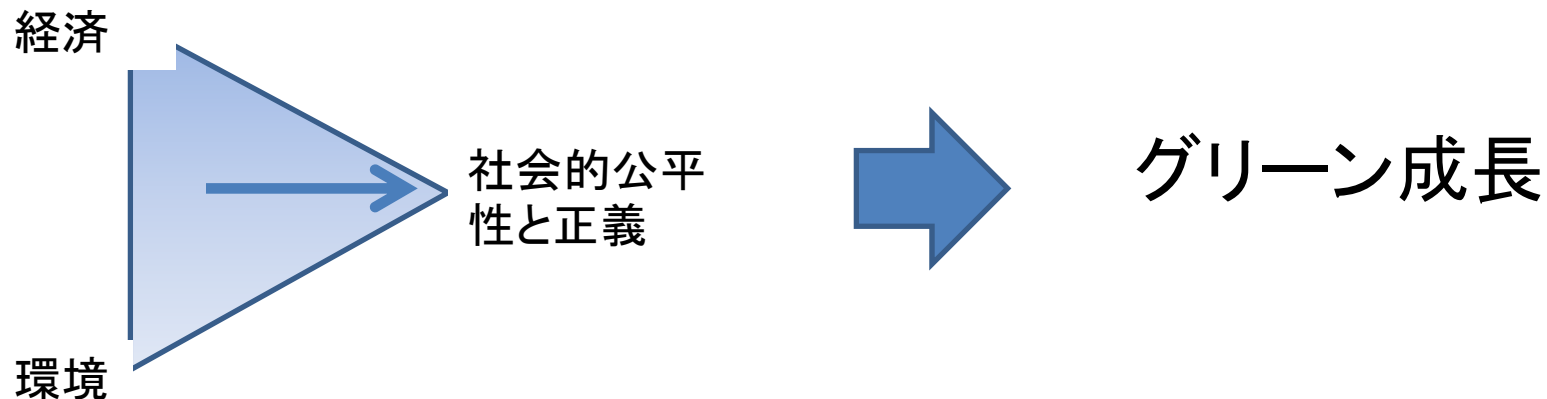 経済
社会的公平
性と正義
グリーン成長
環境